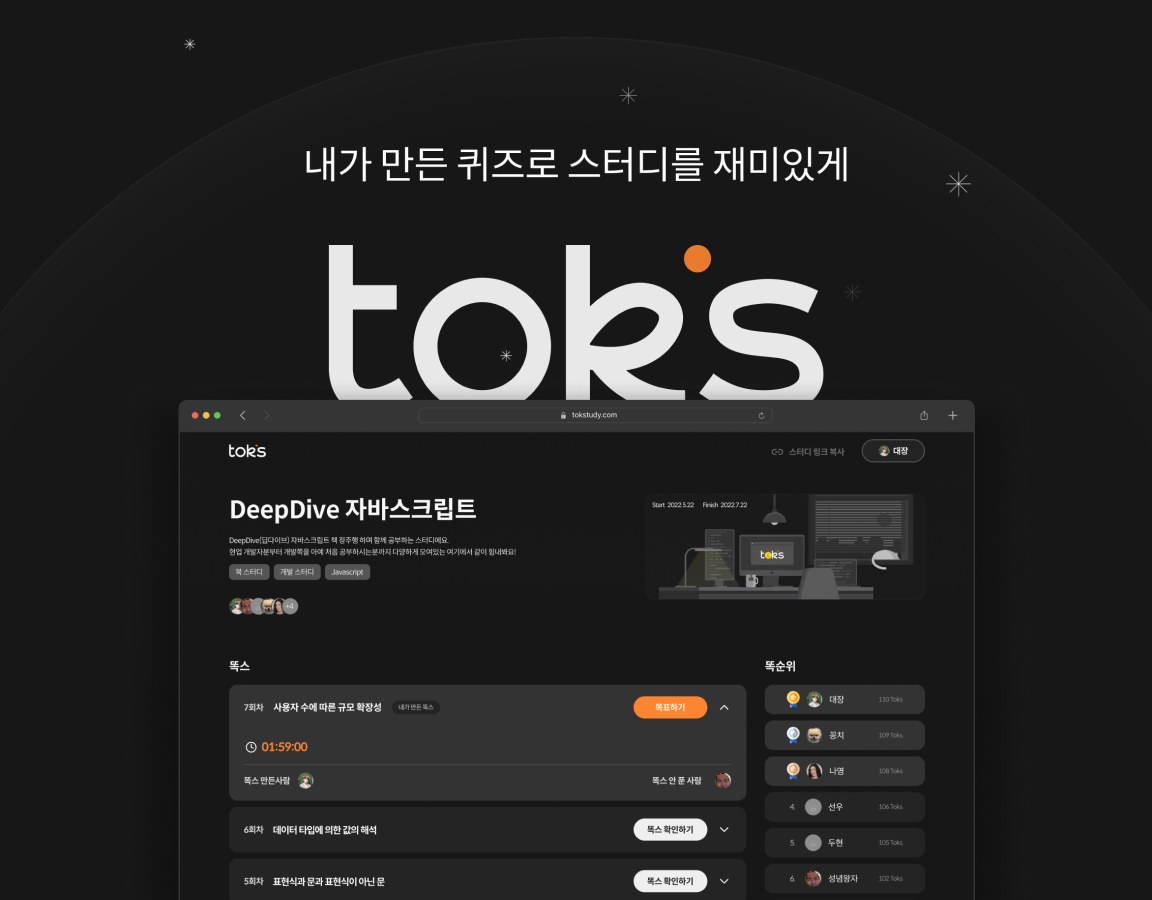 내가 만든 퀴즈로 스터디를 재미있게
toks
tokstudy.com
toks
스터디 링크 복사
대장
DeepDive 자바스크립트
DeepDive(딥다이브) 자바스크립트 책 정주행 하며 함께 공부하는 스터디에요.
현업 개발자분부터 개발쪽을 아예 처음 공부하시는분까지 다양하게 모여있는 여기에서 같이 힘내봐요!
북 스터디
개발 스터디
Javascript
+4
Start 2022.5.22
Finish 2022.7.22
toks
똑스
7회차
사용자 수에 따른 규모 확장성
내가 만든 똑스
똑표하기
01:59:00
똑스 만든사람
똑스 안 푼 사람
6회차
데이터 타입에 의한 값의 해석
똑스 확인하기
5회차
표현식과 문과 표현식이 아닌 문
똑스 확인하기
똑순위
대장
110 Toks
꽁치
109 Toks
나영
108 Toks
4.
선우
106 Toks
5.
두현
105 Toks
6.
성념왕자
102 Toks